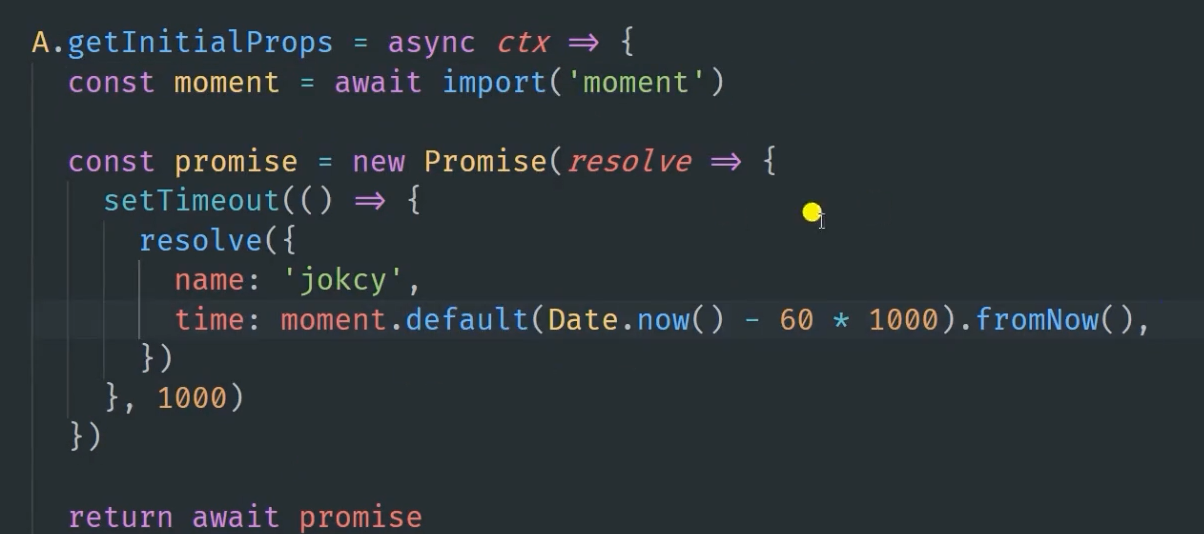 A.getInitialProps = async ctx => {
const moment = await import('moment')
const promise = new Promise(resolve => {
setTimeout(() => {
resolve({
name: 'jokcy',
time: moment.default(Date.now() - 60 * 1000).fromNow(),
})
}, 1000)
})
return await promise